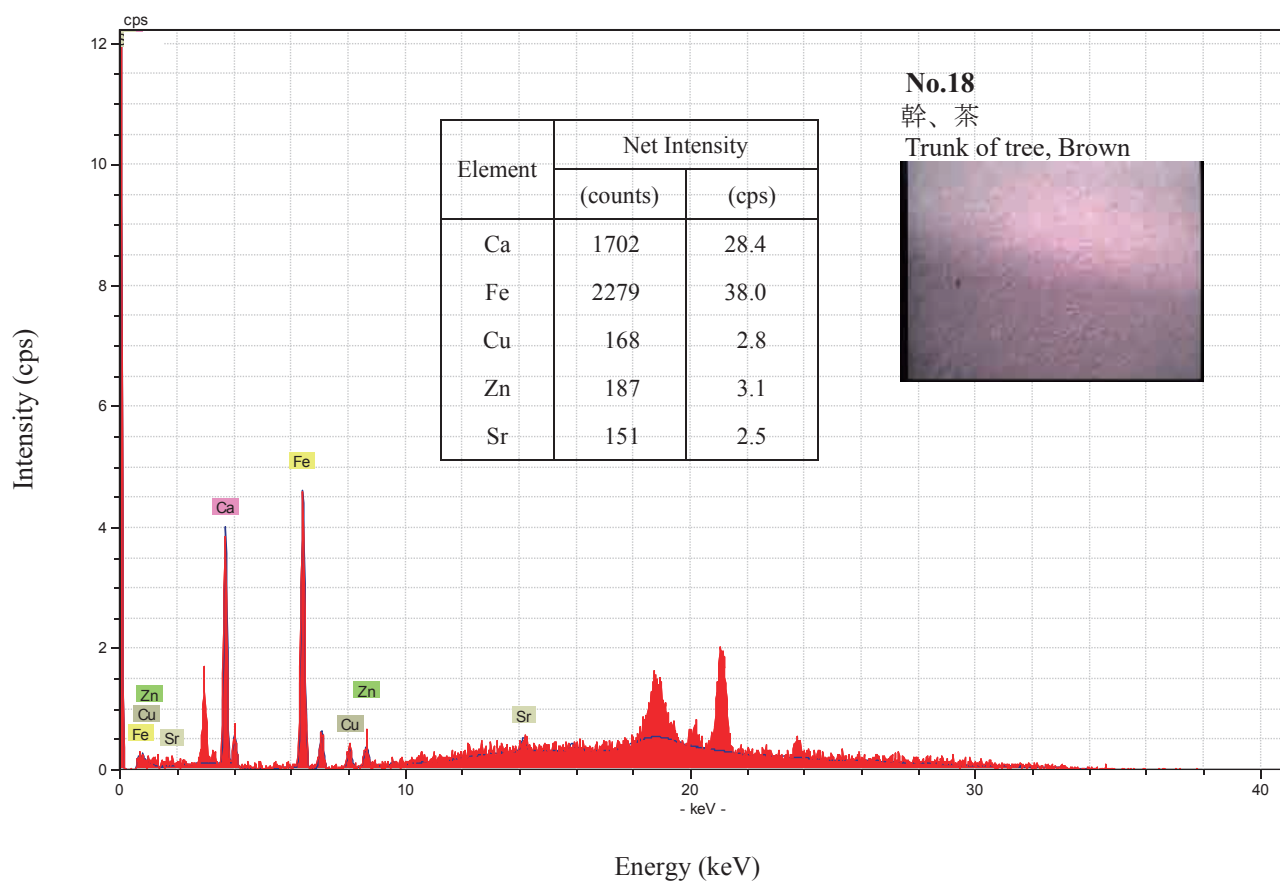 cps
12
10
8
6
4
2
0
Intensity (cps)
No.18
幹、茶
Trunk of tree, Brown
Element Net Intensity
(counts) (cps)
Ca 1702 28.4
Fe 2279 38.0
Cu 168 2.8
Zn 187 3.1
Sr 151 2.5
Fe
Ca
Zn
Cu
Fe
Sr
Zn
Cu
Sr
0 10 20 30 40
- keV -
Energy (keV)